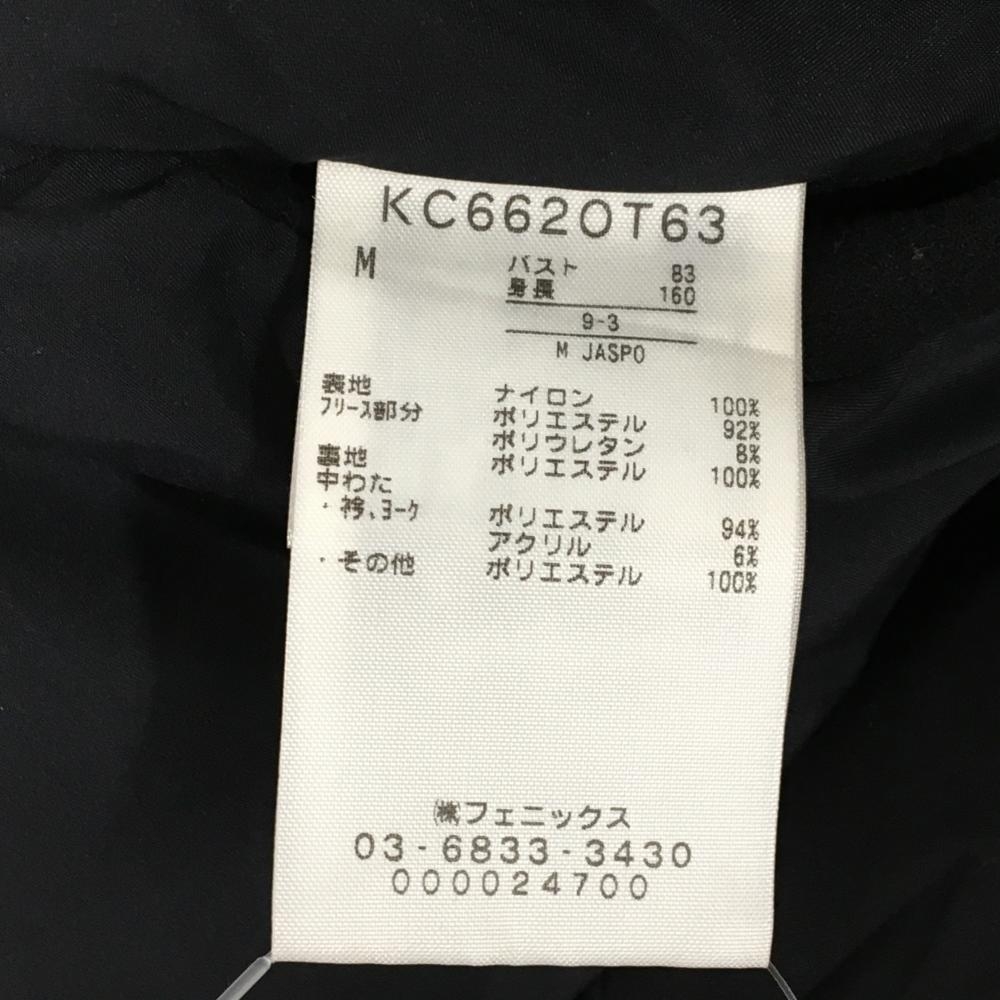 KC6620T63
M バスト 83
身長 160
9-3
M JASPO
表地 ナイロン 100%
フリース部分 ポリエステル 92%
ポリウレタン 8%
裏地 ポリエステル 100%
中わた
・衿、ヨーク ポリエステル 94%
アクリル 6%
・その他 ポリエステル 100%
㈱フェニックス
03-6833-3430
000024700